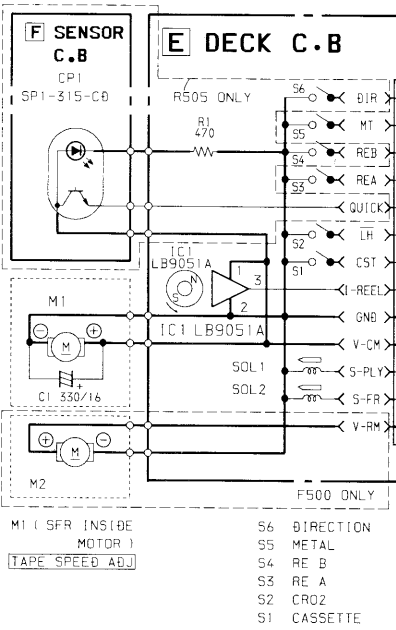 F SENSOR
C.B
CP1
SP1-315-CD
E DECK C.B
R505 ONLY
R1
470
S6
DIR
S5
MT
S4
REB
S3
REA
QUICK
S2
LH
S1
CST
IC1
LB9051A
N
S
1
3
2
I-REEL
IC1 LB9051A
GND
M1
M
C1 330/16
V-CM
SOL1
S-PLY
SOL2
S-FR
V-RM
M
M2
F500 ONLY
M1 ( SFR INSIDE
MOTOR )
TAPE SPEED ADJ
S6 DIRECTION
S5 METAL
S4 RE B
S3 RE A
S2 CRO2
S1 CASSETTE